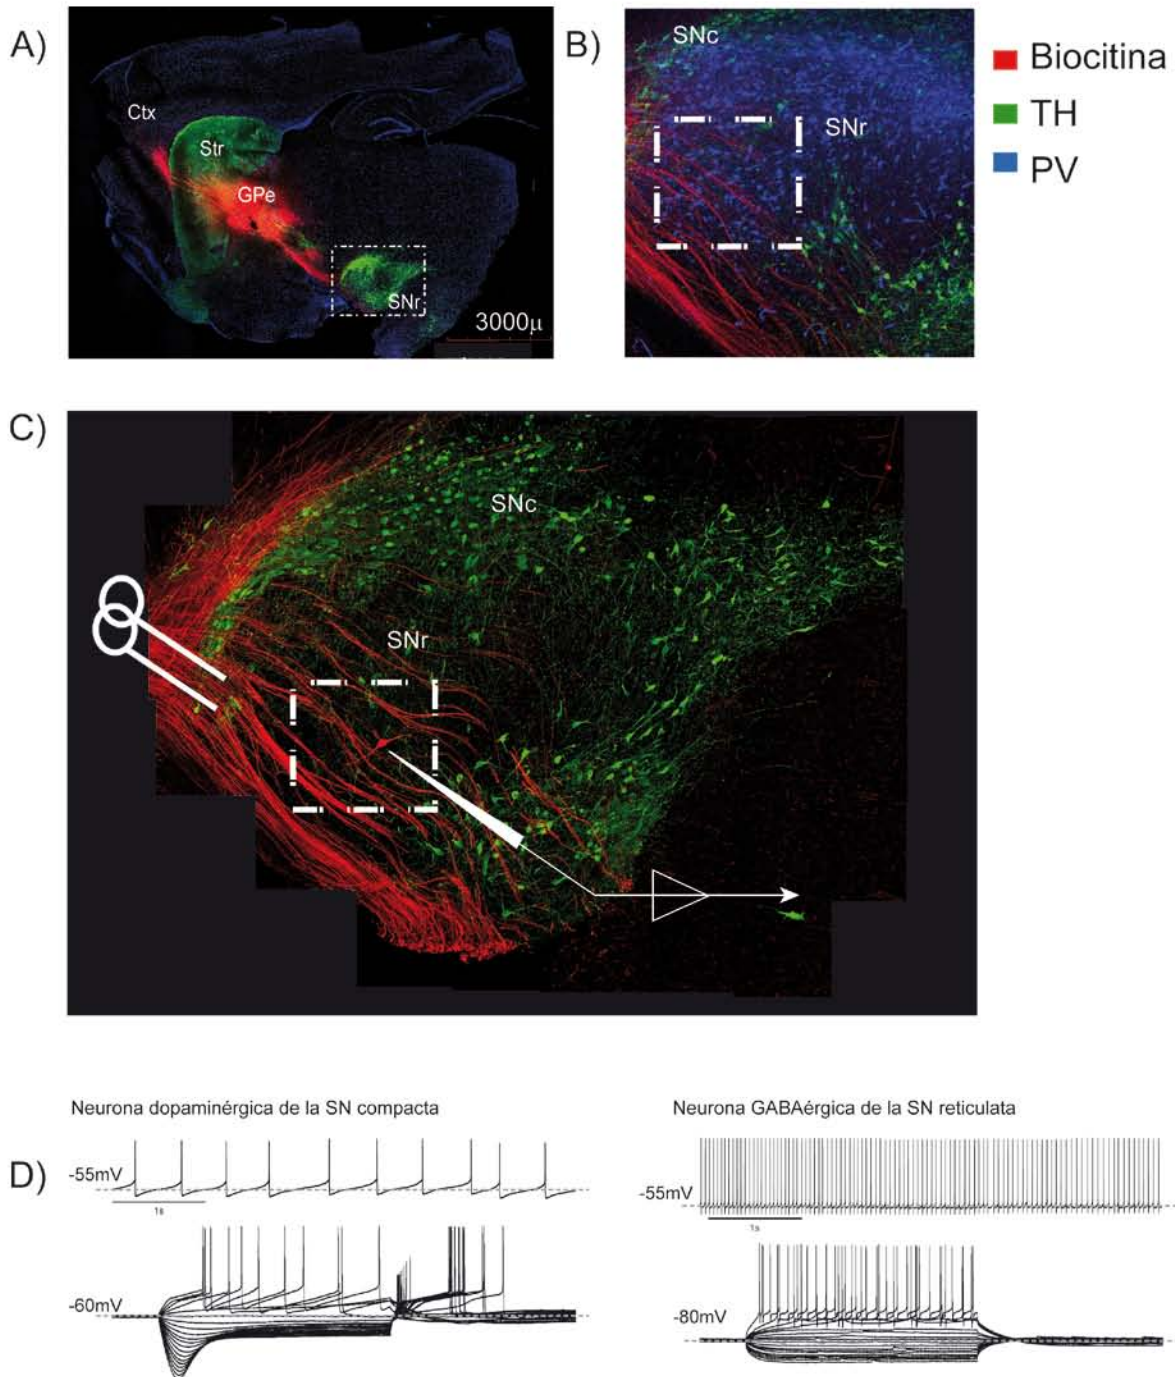 A)
Ctx
Str
GPe
SNr
3000µ
B)
SNc
SNr
Biocitina
TH
PV
C)
SNc
SNr
Neurona dopaminérgica de la SN compacta
Neurona GABAérgica de la SN reticulata
D)
-55mV
1s
-60mV
-55mV
1s
-80mV